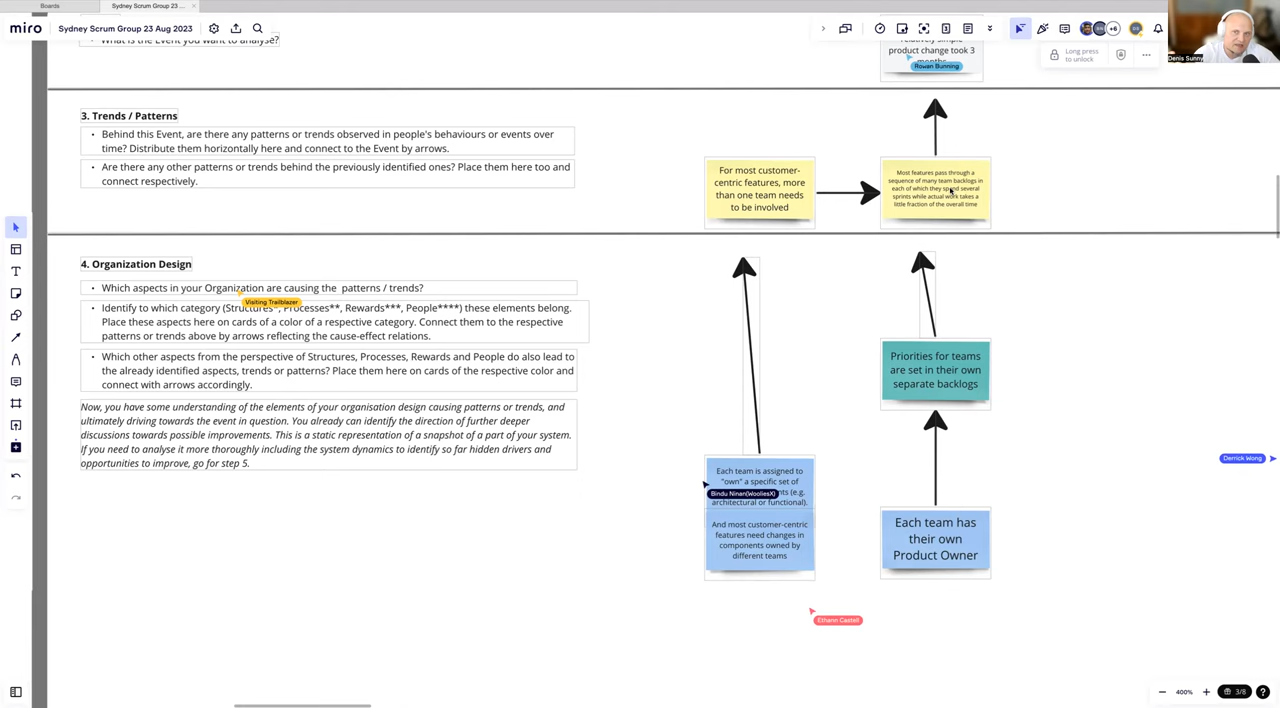 Boards
Sydney Scrum Group 23 ...
miro
Sydney Scrum Group 23 Aug 2023
+6
Long press
to unlock
Denis Sunny
What is the Event you want to analyse?
relatively simple
product change took 3
months
Rowan Bunning
3. Trends / Patterns
• Behind this Event, are there any patterns or trends observed in people's behaviours or events over
time? Distribute them horizontally here and connect to the Event by arrows.
• Are there any other patterns or trends behind the previously identified ones? Place them here too and
connect respectively.
For most customer-
centric features, more
than one team needs
to be involved
Most features pass through a
sequence of many team backlogs in
each of which they spend several
sprints while actual work takes a
little fraction of the overall time
4. Organization Design
• Which aspects in your Organization are causing the patterns / trends?
Visiting Trailblazer
• Identify to which category (Structures*, Processes**, Rewards***, People****) these elements belong.
Place these aspects here on cards of a color of a respective category. Connect them to the respective
patterns or trends above by arrows reflecting the cause-effect relations.
• Which other aspects from the perspective of Structures, Processes, Rewards and People do also lead to
the already identified aspects, trends or patterns? Place them here on cards of the respective color and
connect with arrows accordingly.
Now, you have some understanding of the elements of your organisation design causing patterns or trends, and
ultimately driving towards the event in question. You already can identify the direction of further deeper
discussions towards possible improvements. This is a static representation of a snapshot of a part of your system.
If you need to analyse it more thoroughly including the system dynamics to identify so far hidden drivers and
opportunities to improve, go for step 5.
Priorities for teams
are set in their own
separate backlogs
Each team is assigned to
"own" a specific set of
nts (e.g.
Bindu Ninan(WooliesX)
architectural or functional).
And most customer-centric
features need changes in
components owned by
different teams
Each team has
their own
Product Owner
Derrick Wong
Ethann Castell
400%
3/8